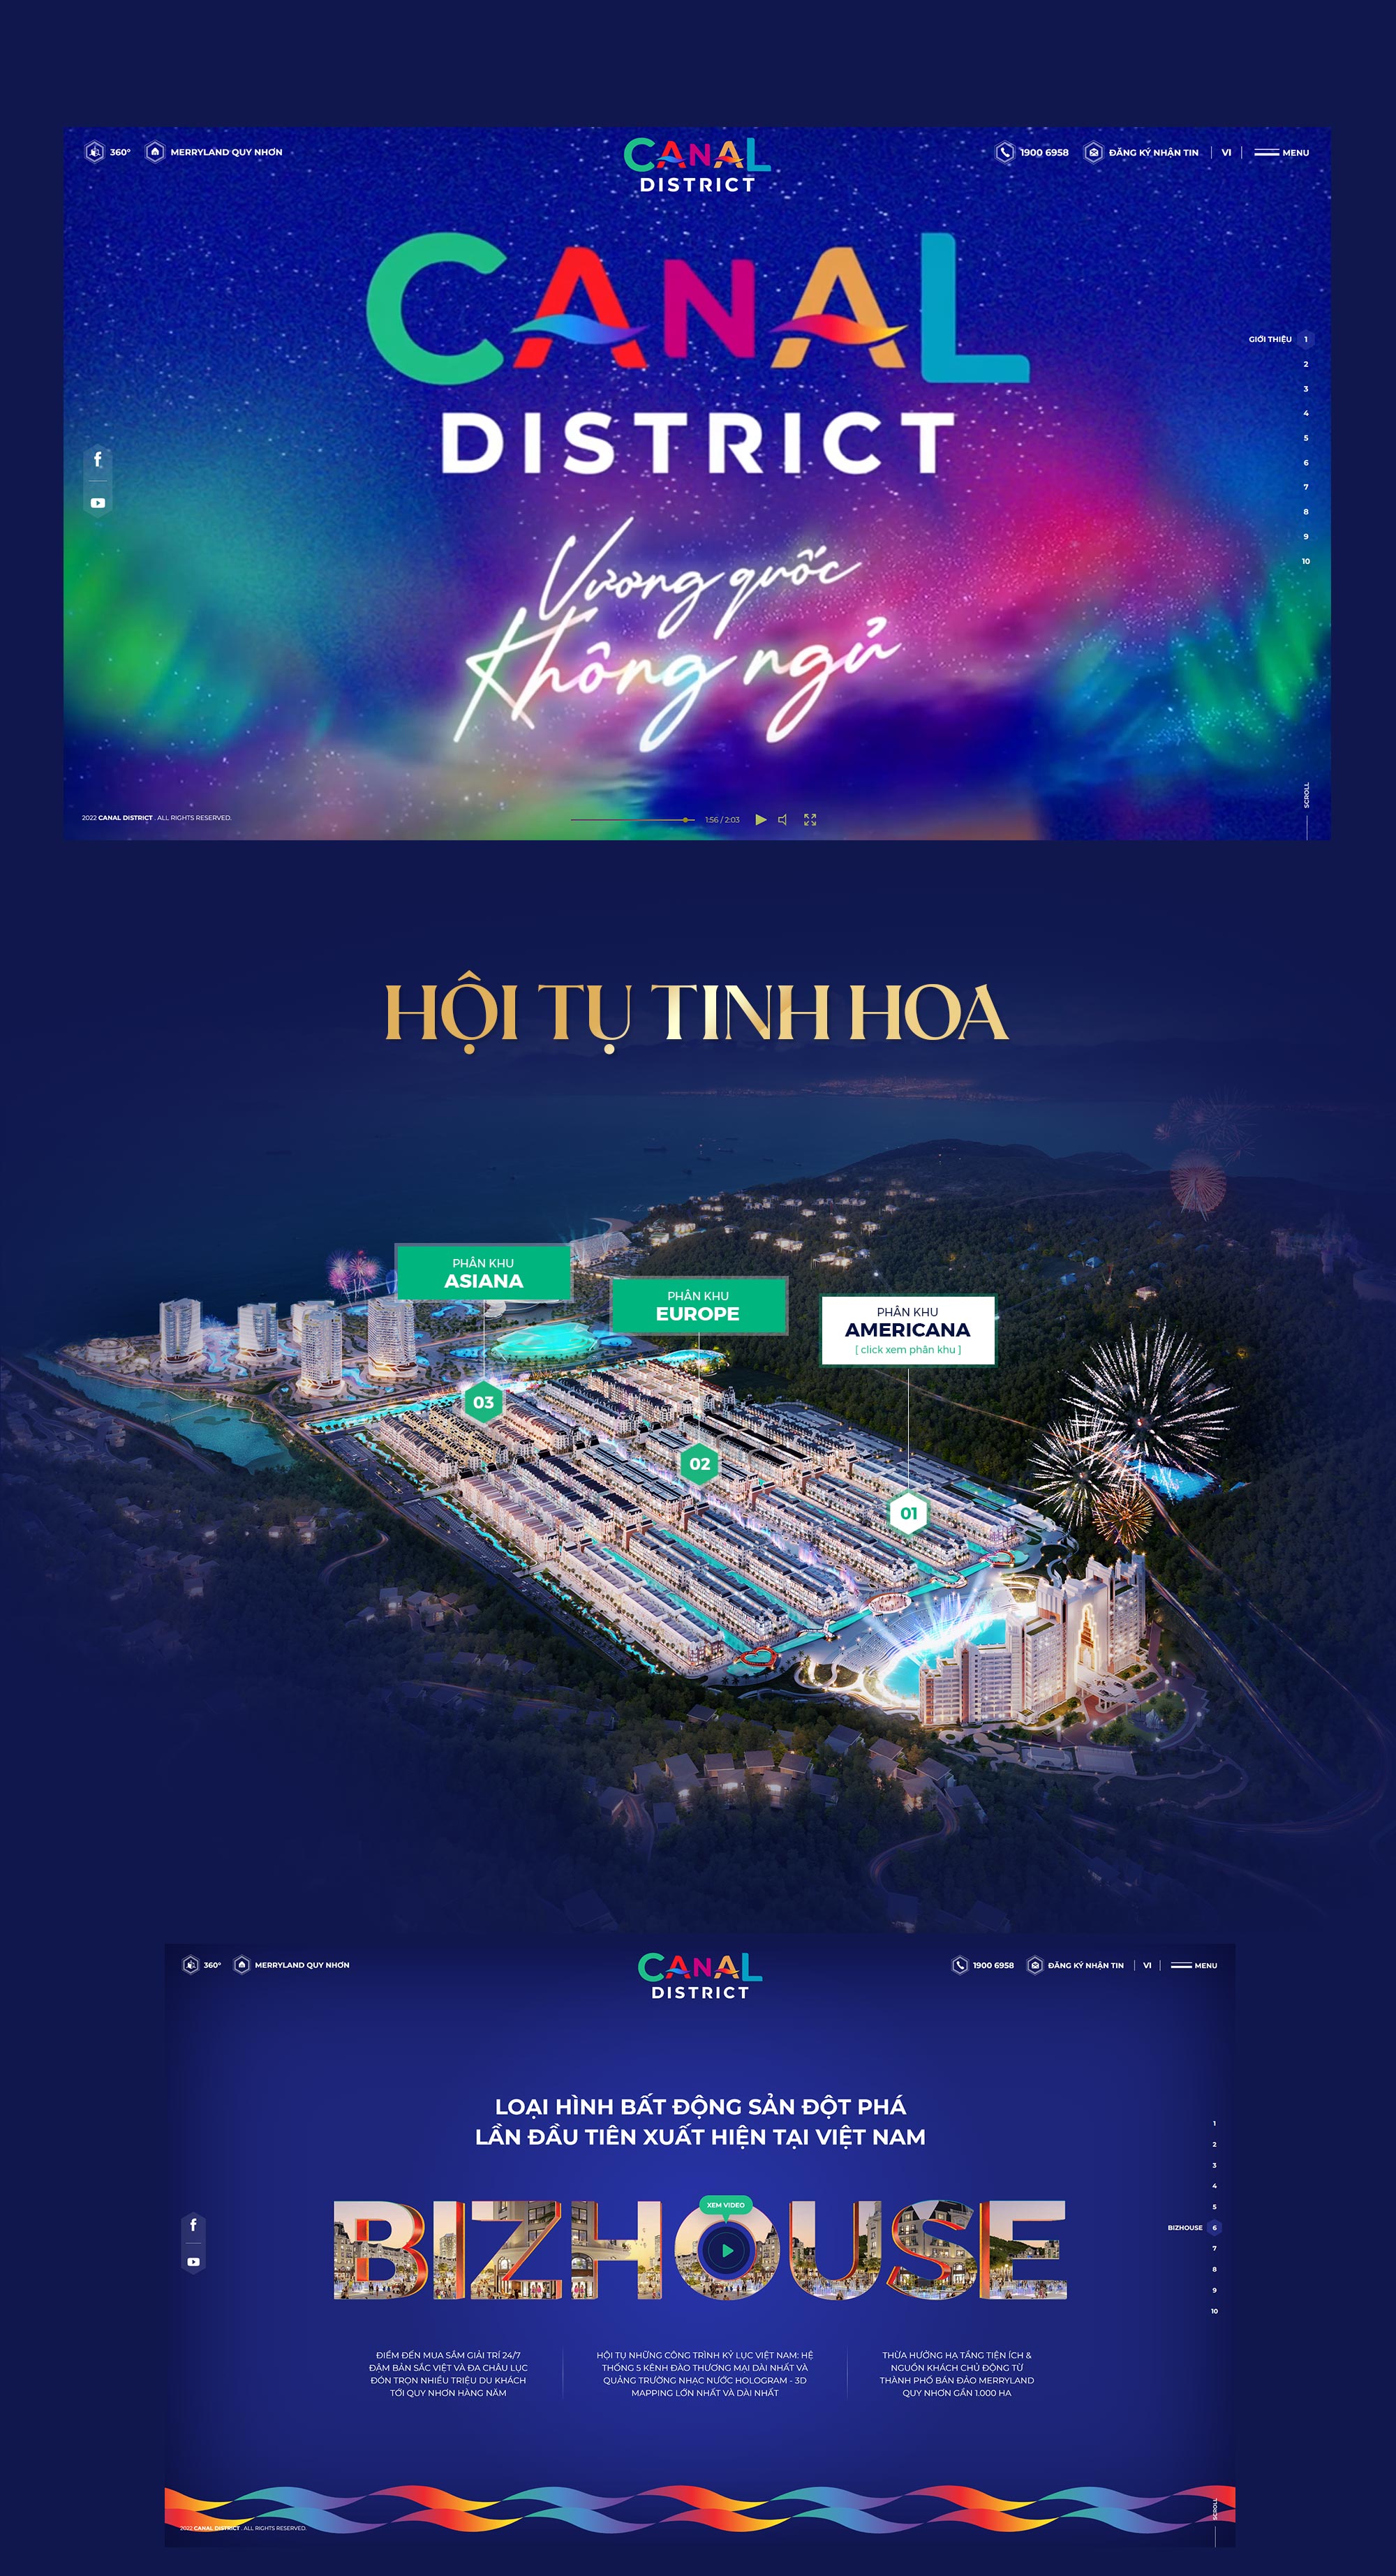 360°
MERRYLAND QUY NHƠN
CANAL
DISTRICT
1900 6958
ĐĂNG KÝ NHẬN TIN
VI
MENU
CANAL
DISTRICT
Vương quốc
Không ngủ
GIỚI THIỆU 1
2
3
4
5
6
7
8
9
10
2022 CANAL DISTRICT . ALL RIGHTS RESERVED.
1:56 / 2:03
SCROLL
HỘI TỤ TINH HOA
PHÂN KHU
ASIANA
PHÂN KHU
EUROPE
PHÂN KHU
AMERICANA
[ click xem phân khu ]
03
02
01
360°
MERRYLAND QUY NHƠN
CANAL
DISTRICT
1900 6958
ĐĂNG KÝ NHẬN TIN
VI
MENU
LOẠI HÌNH BẤT ĐỘNG SẢN ĐỘT PHÁ
LẦN ĐẦU TIÊN XUẤT HIỆN TẠI VIỆT NAM
XEM VIDEO
BIZHOUSE
1
2
3
4
5
BIZHOUSE 6
7
8
9
10
ĐIỂM ĐẾN MUA SẮM GIẢI TRÍ 24/7
ĐẬM BẢN SẮC VIỆT VÀ ĐA CHÂU LỤC
ĐÓN TRỌN NHIỀU TRIỆU DU KHÁCH
TỚI QUY NHƠN HÀNG NĂM
HỘI TỤ NHỮNG CÔNG TRÌNH KỶ LỤC VIỆT NAM: HỆ
THỐNG 5 KÊNH ĐÀO THƯƠNG MẠI DÀI NHẤT VÀ
QUẢNG TRƯỜNG NHẠC NƯỚC HOLOGRAM - 3D
MAPPING LỚN NHẤT VÀ DÀI NHẤT
THỪA HƯỞNG HẠ TẦNG TIỆN ÍCH &
NGUỒN KHÁCH CHỦ ĐỘNG TỪ
THÀNH PHỐ BÁN ĐẢO MERRYLAND
QUY NHƠN GẦN 1.000 HA
2022 CANAL DISTRICT . ALL RIGHTS RESERVED.
SCROLL